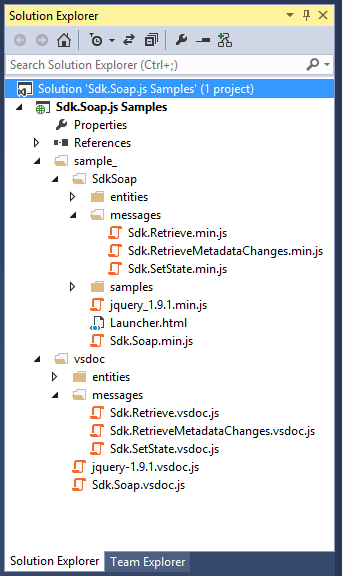 Solution Explorer
Search Solution Explorer (Ctrl+;)
Solution 'Sdk.Soap.js Samples' (1 project)
Sdk.Soap.js Samples
Properties
References
sample_
SdkSoap
entities
messages
Sdk.Retrieve.min.js
Sdk.RetrieveMetadataChanges.min.js
Sdk.SetState.min.js
samples
jquery_1.9.1.min.js
Launcher.html
Sdk.Soap.min.js
vsdoc
entities
messages
Sdk.Retrieve.vsdoc.js
Sdk.RetrieveMetadataChanges.vsdoc.js
Sdk.SetState.vsdoc.js
jquery-1.9.1.vsdoc.js
Sdk.Soap.vsdoc.js
Solution Explorer Team Explorer